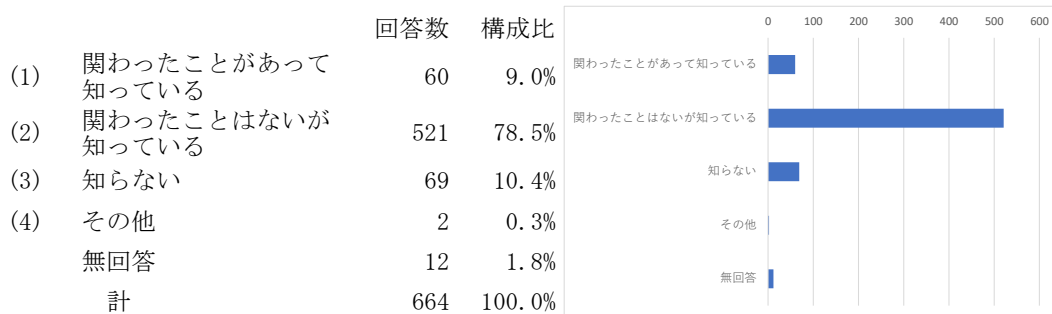 回答数 構成比
(1) 関わったことがあって
知っている 60 9.0%
(2) 関わったことはないが
知っている 521 78.5%
(3) 知らない 69 10.4%
(4) その他 2 0.3%
無回答 12 1.8%
計 664 100.0%
0 100 200 300 400 500 600
関わったことがあって知っている
関わったことはないが知っている
知らない
その他
無回答